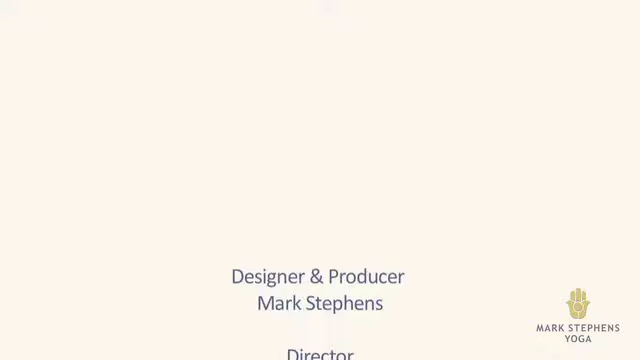 Designer & Producer
Mark Stephens
Director
MARK STEPHENS
YOGA